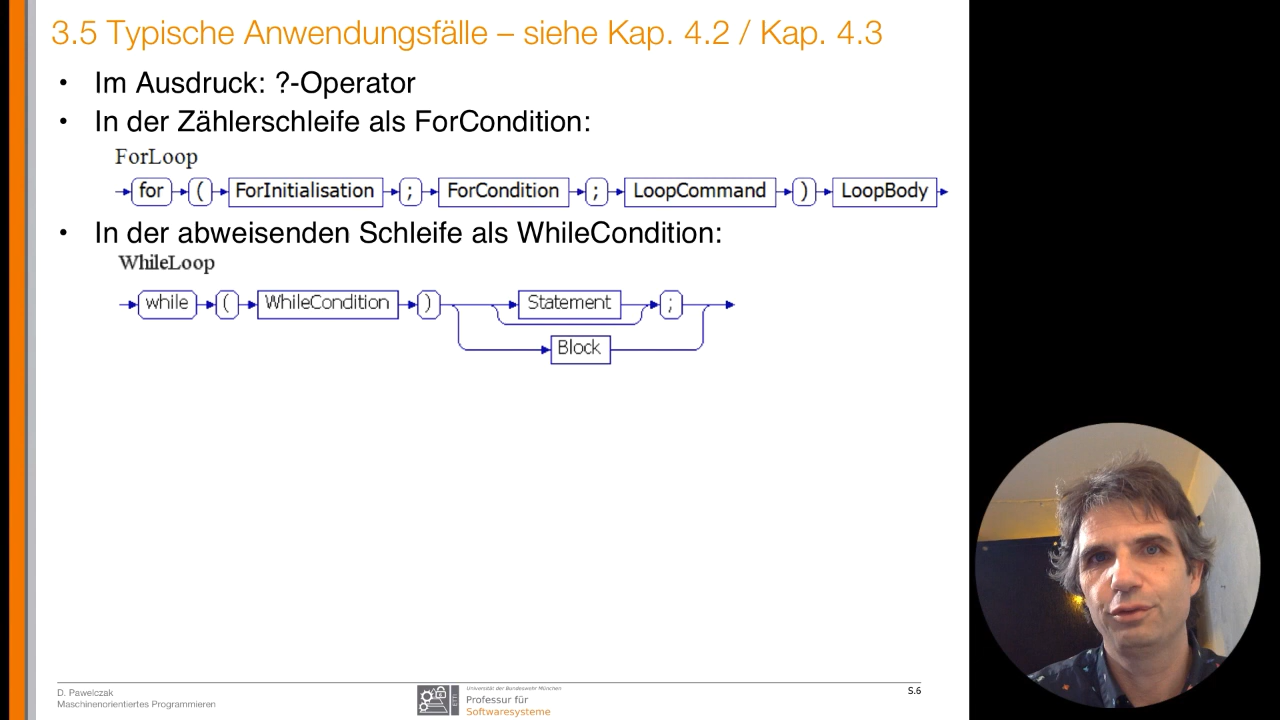 3.5 Typische Anwendungsfälle – siehe Kap. 4.2 / Kap. 4.3
• Im Ausdruck: ?-Operator
• In der Zählerschleife als ForCondition:
ForLoop
for ( ForInitialisation ; ForCondition ; LoopCommand ) LoopBody
• In der abweisenden Schleife als WhileCondition:
WhileLoop
while ( WhileCondition ) Statement ;
Block
D. Pawelczak
Maschinenorientiertes Programmieren
ETTI
Universität der Bundeswehr München
Professur für
Softwaresysteme
S.6